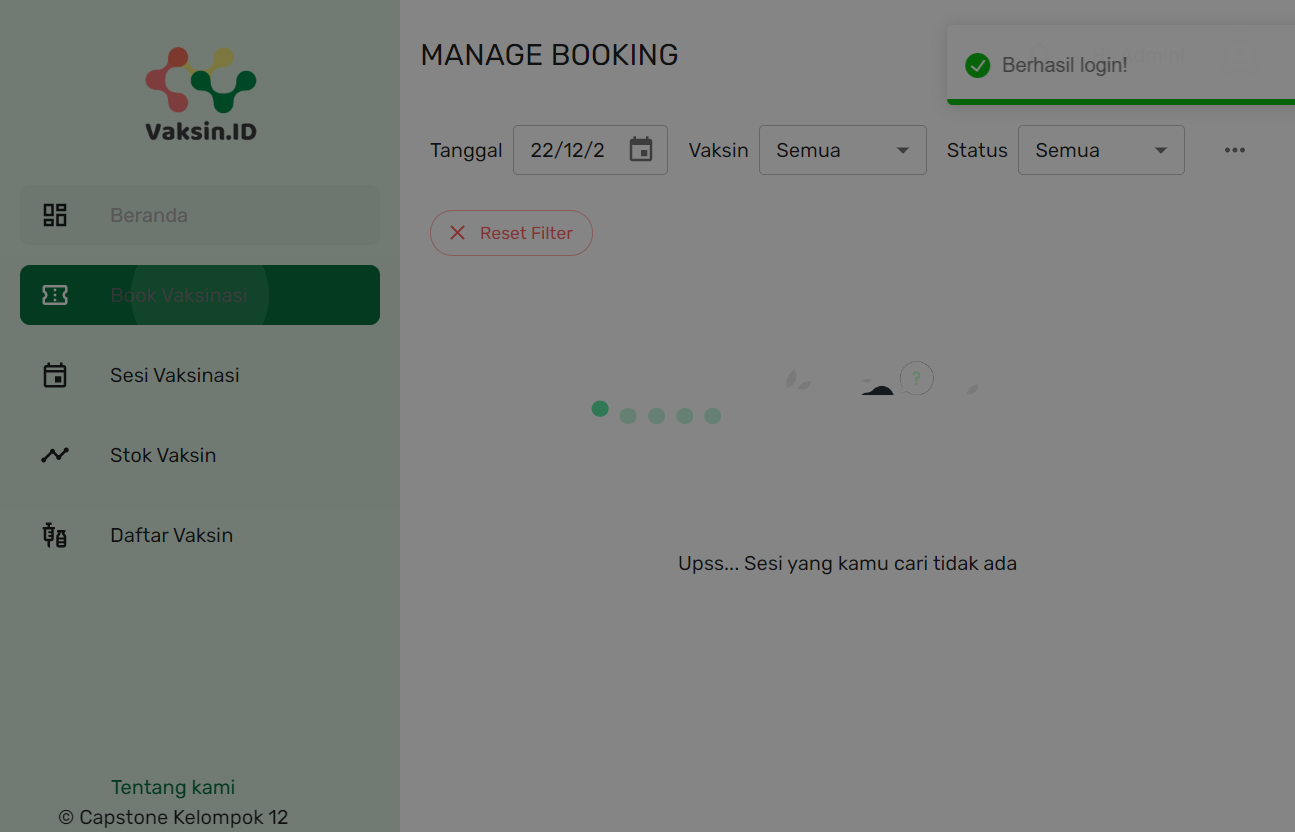 Vaksin.ID
Beranda
Book Vaksinasi
Sesi Vaksinasi
Stok Vaksin
Daftar Vaksin
Tentang kami
© Capstone Kelompok 12
MANAGE BOOKING
Berhasil login!
Tanggal 22/12/2 Vaksin Semua Status Semua
Reset Filter
?
Upss... Sesi yang kamu cari tidak ada